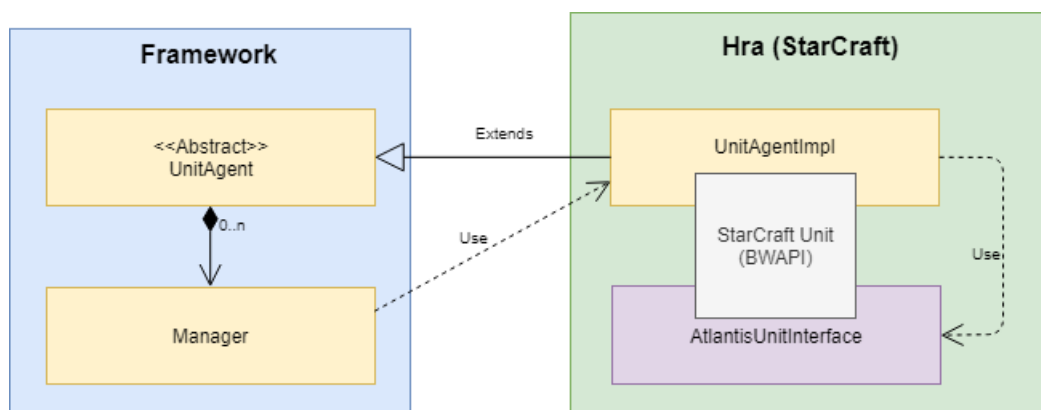 Framework
Hra (StarCraft)
<<Abstract>>
UnitAgent
Extends
UnitAgentImpl
0..n
Use
StarCraft Unit
(BWAPI)
Use
Manager
AtlantisUnitInterface